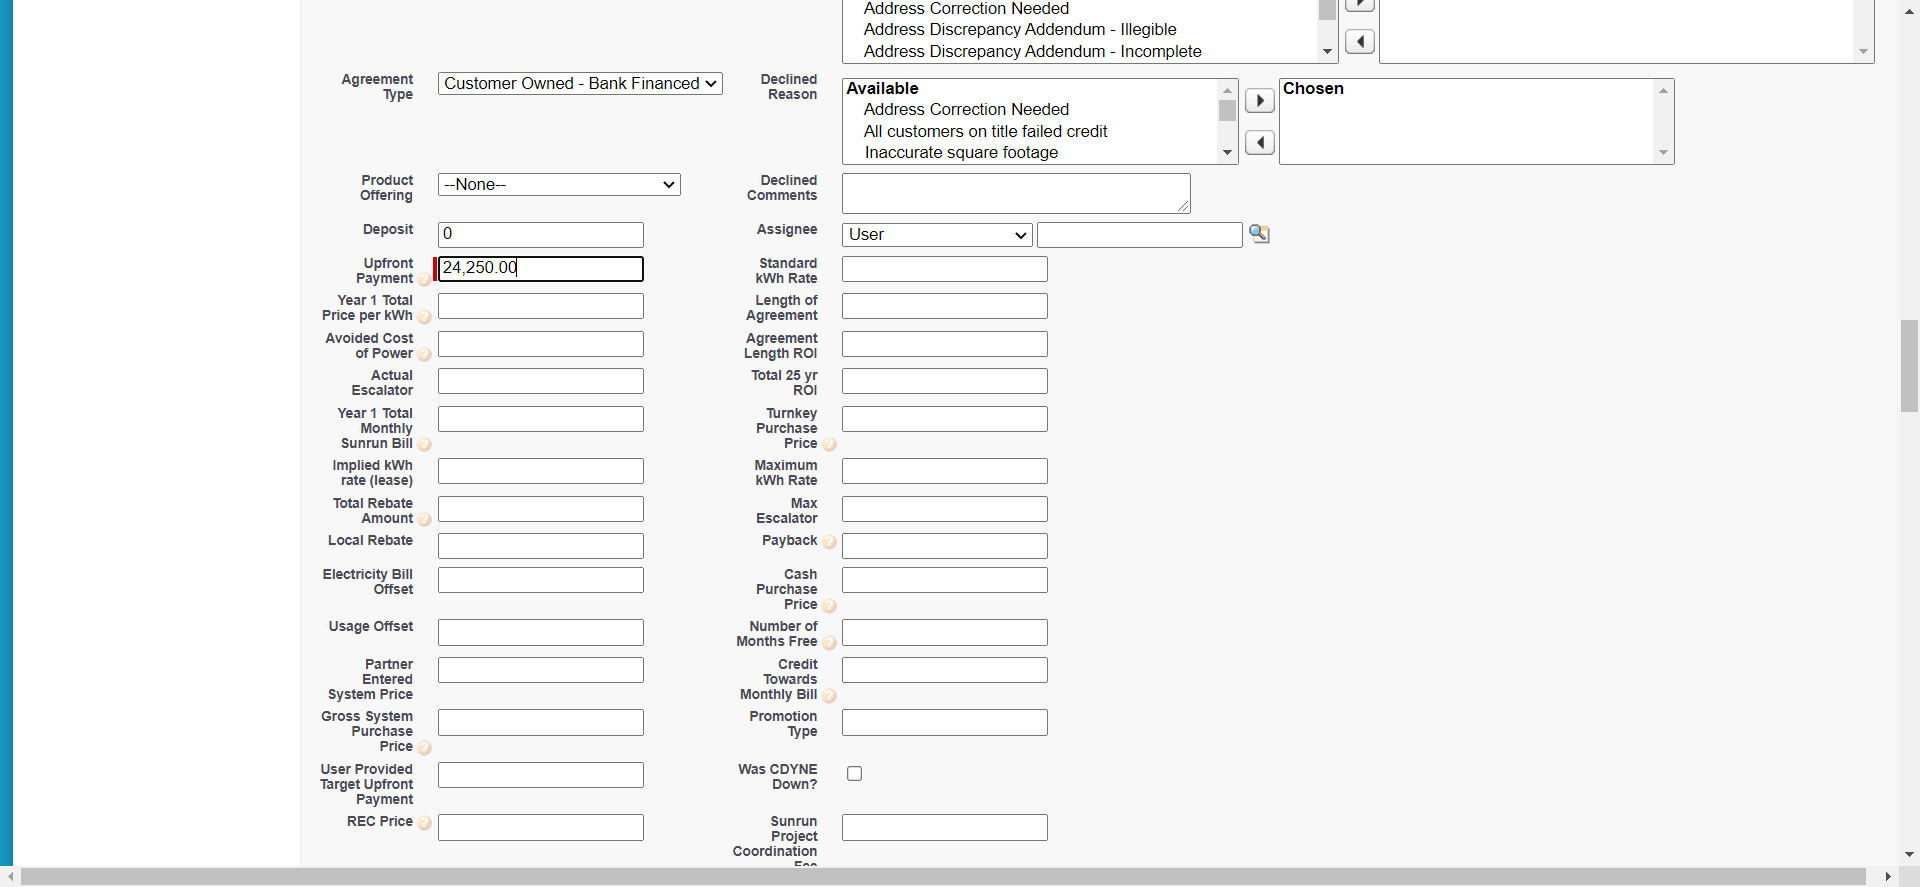 Address Correction Needed
Address Discrepancy Addendum - Illegible
Address Discrepancy Addendum - Incomplete
Agreement
Type
Customer Owned - Bank Financed
Declined
Reason
Available
Address Correction Needed
All customers on title failed credit
Inaccurate square footage
Chosen
Product
Offering
--None--
Declined
Comments
Deposit
0
Assignee
User
Upfront
Payment
?
24,250.00
Standard
kWh Rate
Year 1 Total
Price per kWh
?
Length of
Agreement
Avoided Cost
of Power
?
Agreement
Length ROI
Actual
Escalator
Total 25 yr
ROI
Year 1 Total
Monthly
Sunrun Bill
?
Turnkey
Purchase
Price
?
Implied kWh
rate (lease)
Maximum
kWh Rate
Total Rebate
Amount
?
Max
Escalator
Local Rebate
Payback
?
Electricity Bill
Offset
Cash
Purchase
Price
?
Usage Offset
Number of
Months Free
?
Partner
Entered
System Price
Credit
Towards
Monthly Bill
?
Gross System
Purchase
Price
?
Promotion
Type
User Provided
Target Upfront
Payment
Was CDYNE
Down?
REC Price
?
Sunrun
Project
Coordination
Fee